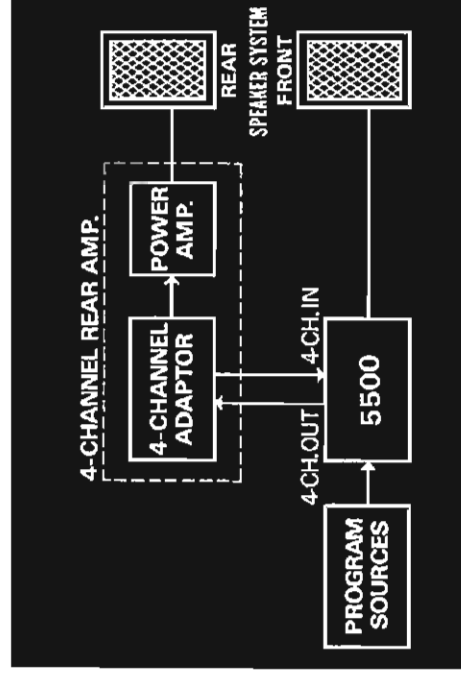 4-CHANNEL REAR AMP.
4-CHANNEL
ADAPTOR
POWER
AMP.
REAR
SPEAKER SYSTEM
FRONT
4-CH.OUT
4-CH.IN
PROGRAM
SOURCES
5500